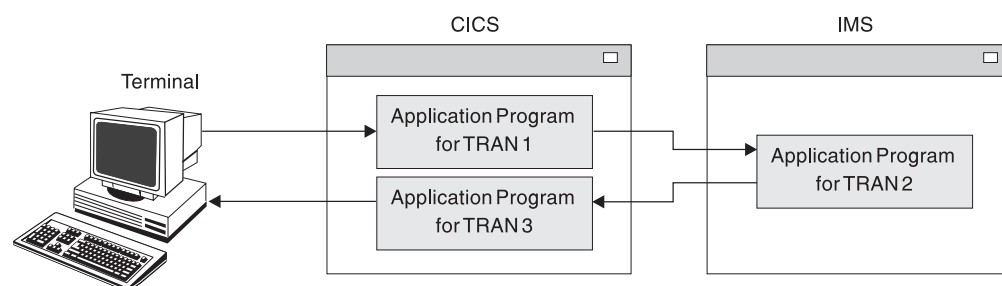 CICS
IMS
Terminal
Application Program
for TRAN 1
Application Program
for TRAN 2
Application Program
for TRAN 3